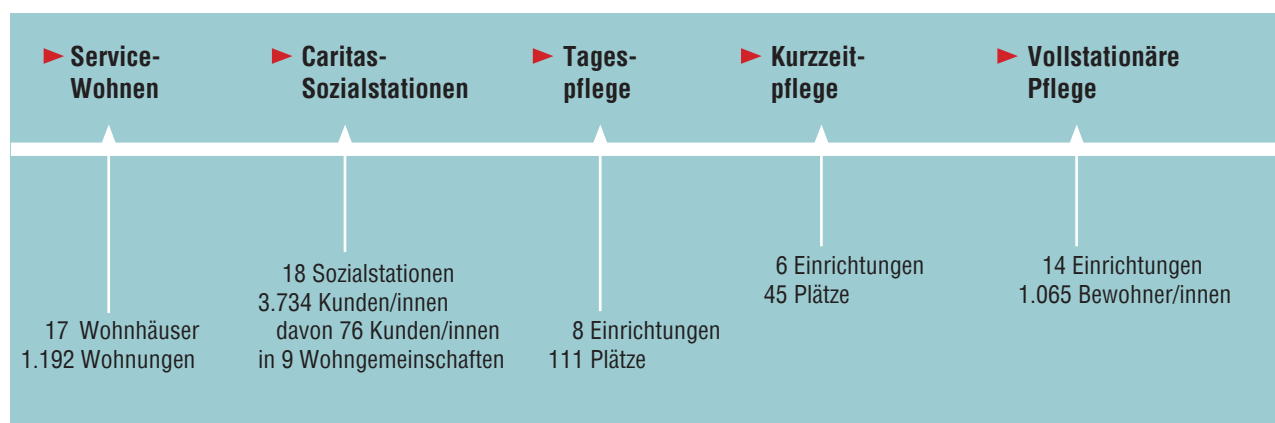 Service-
Wohnen
Caritas-
Sozialstationen
Tages-
pflege
Kurzzeit-
pflege
Vollstationäre
Pflege
17 Wohnhäuser
1.192 Wohnungen
18 Sozialstationen
3.734 Kunden/innen
davon 76 Kunden/innen
in 9 Wohngemeinschaften
8 Einrichtungen
111 Plätze
6 Einrichtungen
45 Plätze
14 Einrichtungen
1.065 Bewohner/innen